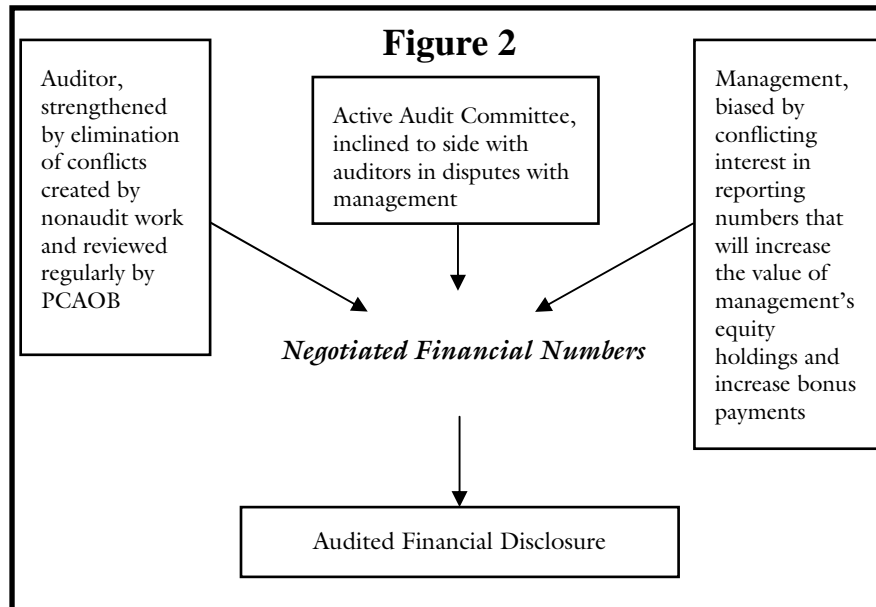 Figure 2
Auditor,
strengthened
by elimination
of conflicts
created by
nonaudit work
and reviewed
regularly by
PCAOB
Active Audit Committee,
inclined to side with
auditors in disputes with
management
Management,
biased by
conflicting
interest in
reporting
numbers that
will increase
the value of
management’s
equity
holdings and
increase bonus
payments
Negotiated Financial Numbers
Audited Financial Disclosure